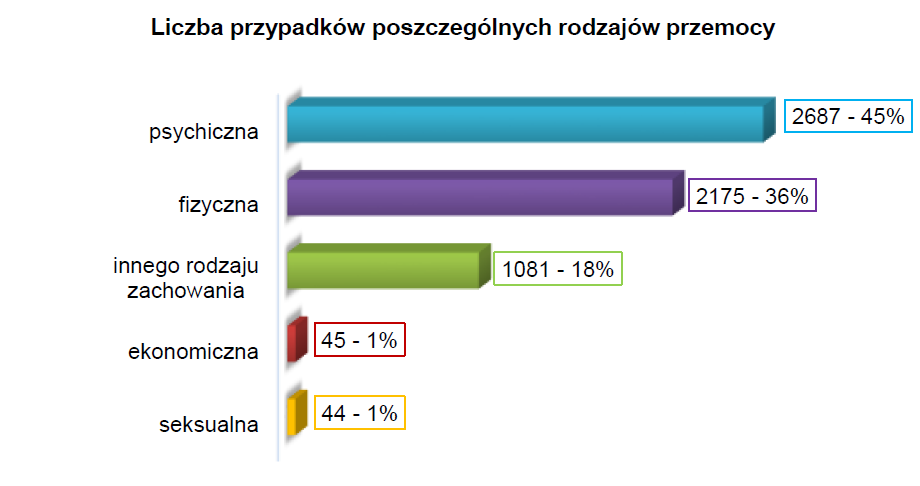 Liczba przypadków poszczególnych rodzajów przemocy
psychiczna
2687 - 45%
fizyczna
2175 - 36%
innego rodzaju
zachowania
1081 - 18%
ekonomiczna
45 - 1%
seksualna
44 - 1%